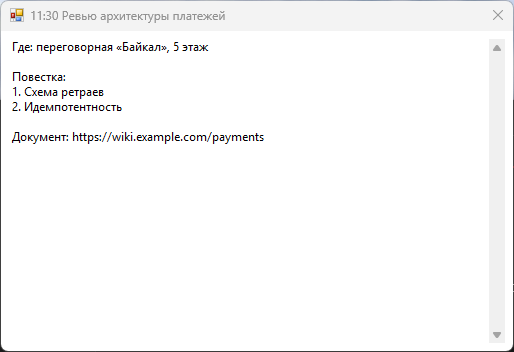 11:30 Ревью архитектуры платежей
Где: переговорная «Байкал», 5 этаж
Повестка:
1. Схема ретраев
2. Идемпотентность
Документ: https://wiki.example.com/payments